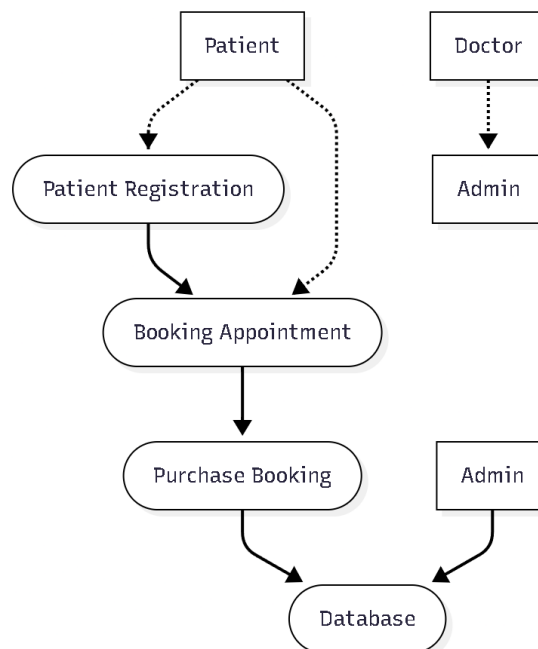 Patient
Doctor
Patient Registration
Admin
Booking Appointment
Purchase Booking
Admin
Database